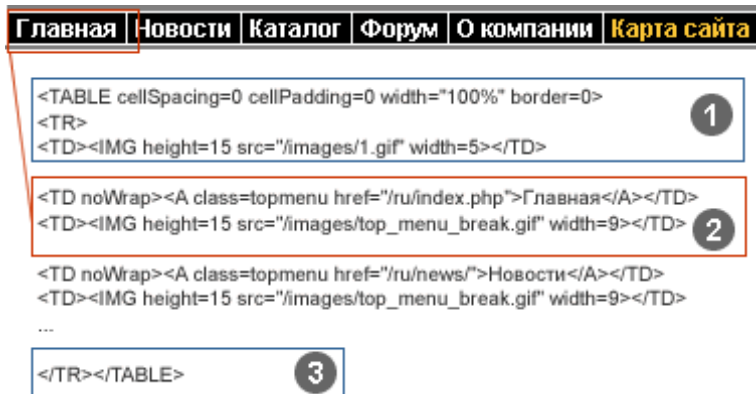 Главная Новости Каталог Форум О компании Карта сайта
<TABLE cellSpacing=0 cellPadding=0 width="100%" border=0>
<TR>
<TD><IMG height=15 src="/images/1.gif" width=5></TD>
1
<TD noWrap><A class=topmenu href="/ru/index.php">Главная</A></TD>
<TD><IMG height=15 src="/images/top_menu_break.gif" width=9></TD>
2
<TD noWrap><A class=topmenu href="/ru/news/">Новости</A></TD>
<TD><IMG height=15 src="/images/top_menu_break.gif" width=9></TD>
...
</TR></TABLE>
3